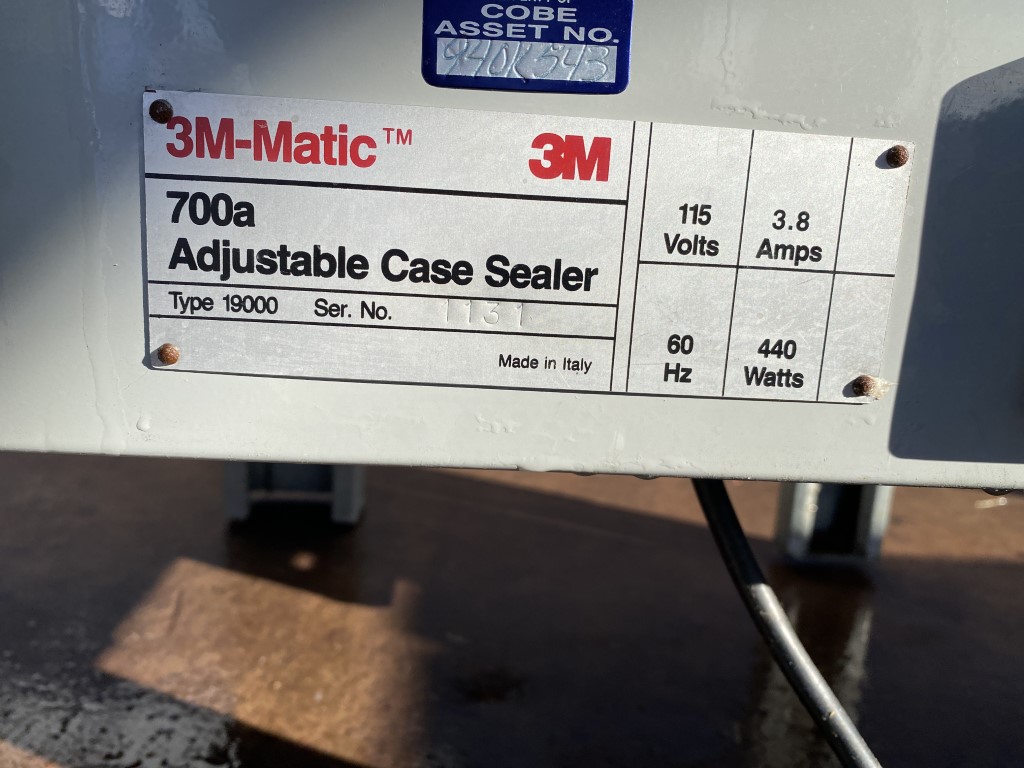 COBE
ASSET NO.
3M-Matic™ 3M
700a
Adjustable Case Sealer
Type 19000 Ser. No. 1131
Made in Italy
115 Volts
3.8 Amps
60 Hz
440 Watts